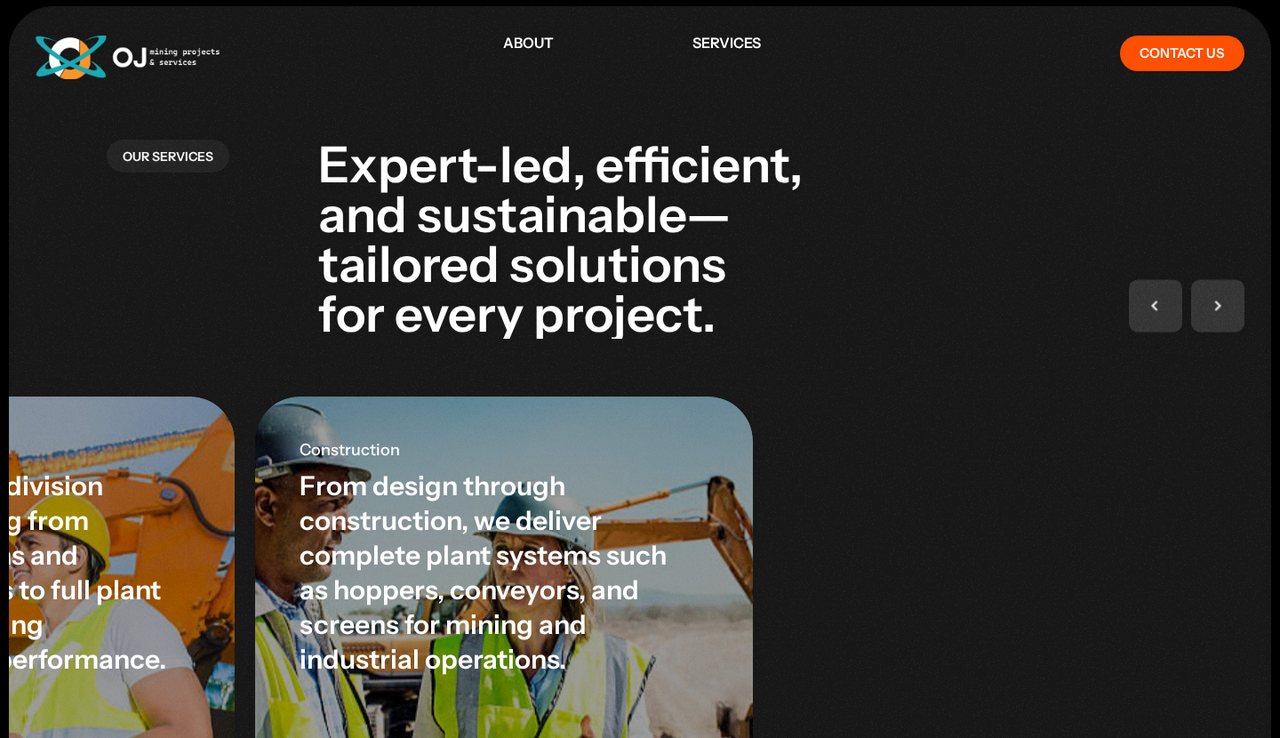 OJ mining projects
& services
ABOUT
SERVICES
CONTACT US
OUR SERVICES
Expert-led, efficient,
and sustainable—
tailored solutions
for every project.
division
from
and
to full plant
performance.
Construction
From design through
construction, we deliver
complete plant systems such
as hoppers, conveyors, and
screens for mining and
industrial operations.